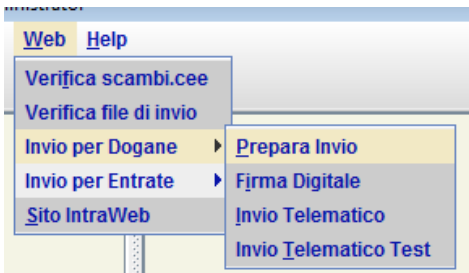 Web Help
Verifica scambi.cee
Verifica file di invio
Invio per Dogane
Prepara Invio
Invio per Entrate
Firma Digitale
Sito IntraWeb
Invio Telematico
Invio Telematico Test